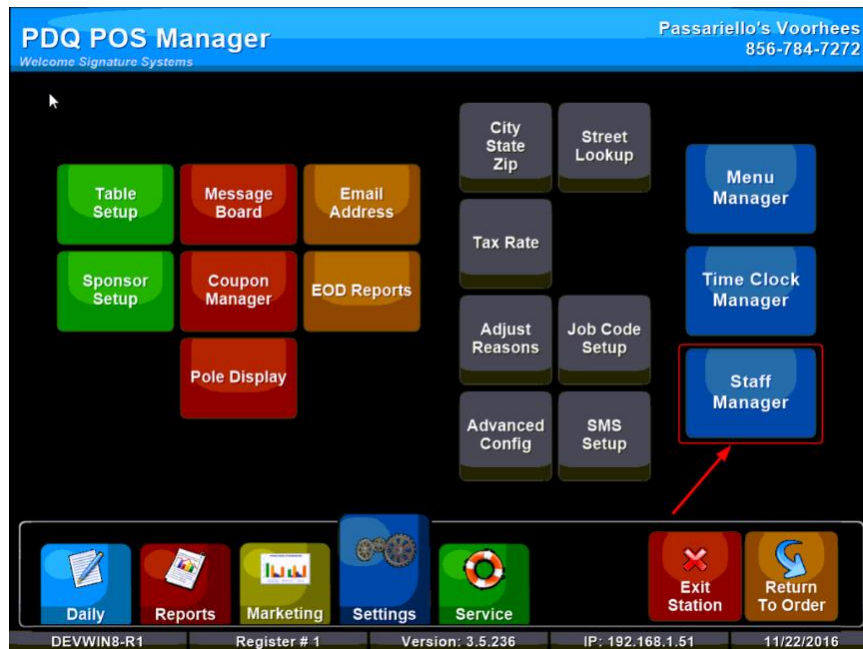 PDQ POS Manager
Welcome Signature Systems
Passariello's Voorhees
856-784-7272
Table
Setup
Message
Board
Email
Address
Sponsor
Setup
Coupon
Manager
EOD Reports
Pole Display
City
State
Zip
Street
Lookup
Tax Rate
Adjust
Reasons
Job Code
Setup
Advanced
Config
SMS
Setup
Menu
Manager
Time Clock
Manager
Staff
Manager
Daily
Reports
Marketing
Settings
Service
Exit
Station
Return
To Order
DEVWIN8-R1
Register # 1
Version: 3.5.236
IP: 192.168.1.51
11/22/2016